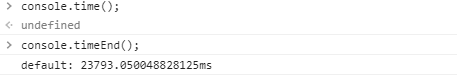 > console.time();
<· undefined
> console.timeEnd();
default: 23793.050048828125ms